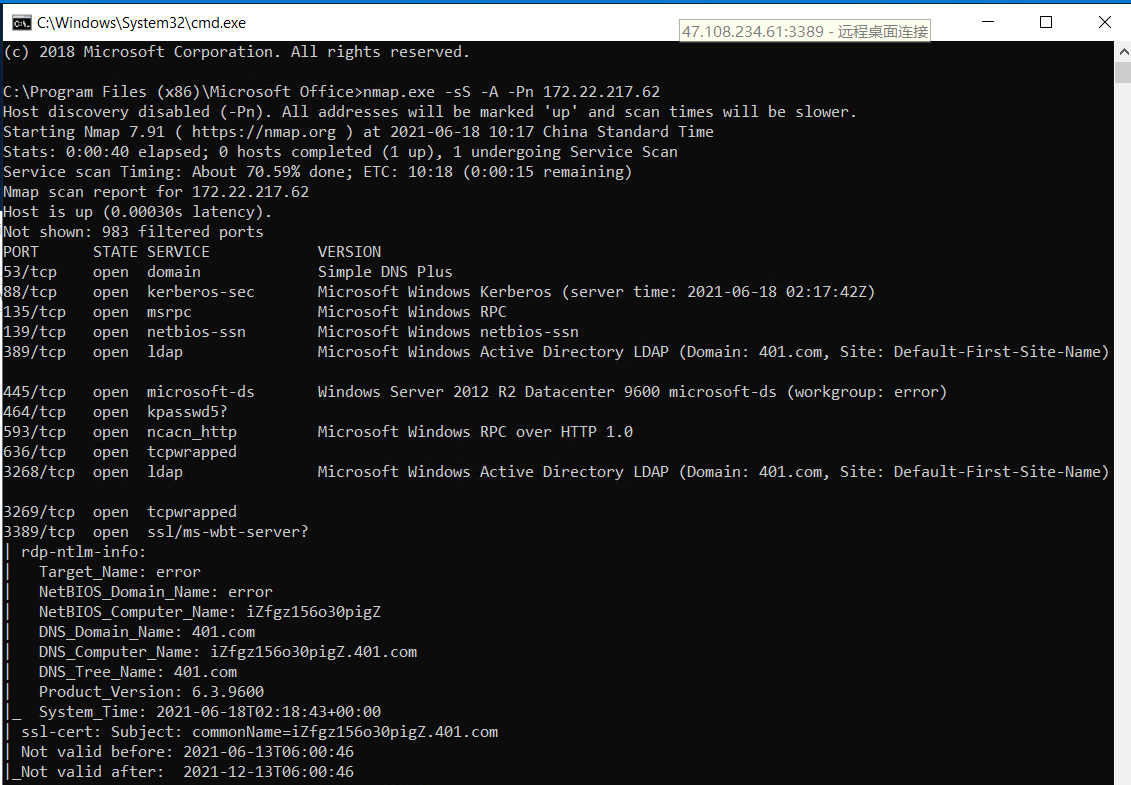 C:\Windows\System32\cmd.exe
47.108.234.61:3389 - 远程桌面连接
(c) 2018 Microsoft Corporation. All rights reserved.
C:\Program Files (x86)\Microsoft Office>nmap.exe -sS -A -Pn 172.22.217.62
Host discovery disabled (-Pn). All addresses will be marked 'up' and scan times will be slower.
Starting Nmap 7.91 ( https://nmap.org ) at 2021-06-18 10:17 China Standard Time
Stats: 0:00:40 elapsed; 0 hosts completed (1 up), 1 undergoing Service Scan
Service scan Timing: About 70.59% done; ETC: 10:18 (0:00:15 remaining)
Nmap scan report for 172.22.217.62
Host is up (0.00030s latency).
Not shown: 983 filtered ports
PORT      STATE SERVICE            VERSION
53/tcp    open  domain             Simple DNS Plus
88/tcp    open  kerberos-sec       Microsoft Windows Kerberos (server time: 2021-06-18 02:17:42Z)
135/tcp   open  msrpc              Microsoft Windows RPC
139/tcp   open  netbios-ssn        Microsoft Windows netbios-ssn
389/tcp   open  ldap               Microsoft Windows Active Directory LDAP (Domain: 401.com, Site: Default-First-Site-Name)
445/tcp   open  microsoft-ds       Windows Server 2012 R2 Datacenter 9600 microsoft-ds (workgroup: error)
464/tcp   open  kpasswd5?
593/tcp   open  ncacn_http         Microsoft Windows RPC over HTTP 1.0
636/tcp   open  tcpwrapped
3268/tcp  open  ldap               Microsoft Windows Active Directory LDAP (Domain: 401.com, Site: Default-First-Site-Name)
3269/tcp  open  tcpwrapped
3389/tcp  open  ssl/ms-wbt-server?
| rdp-ntlm-info:
|   Target_Name: error
|   NetBIOS_Domain_Name: error
|   NetBIOS_Computer_Name: iZfgz156o30pigZ
|   DNS_Domain_Name: 401.com
|   DNS_Computer_Name: iZfgz156o30pigZ.401.com
|   DNS_Tree_Name: 401.com
|   Product_Version: 6.3.9600
|_  System_Time: 2021-06-18T02:18:43+00:00
| ssl-cert: Subject: commonName=iZfgz156o30pigZ.401.com
| Not valid before: 2021-06-13T06:00:46
|_Not valid after:  2021-12-13T06:00:46